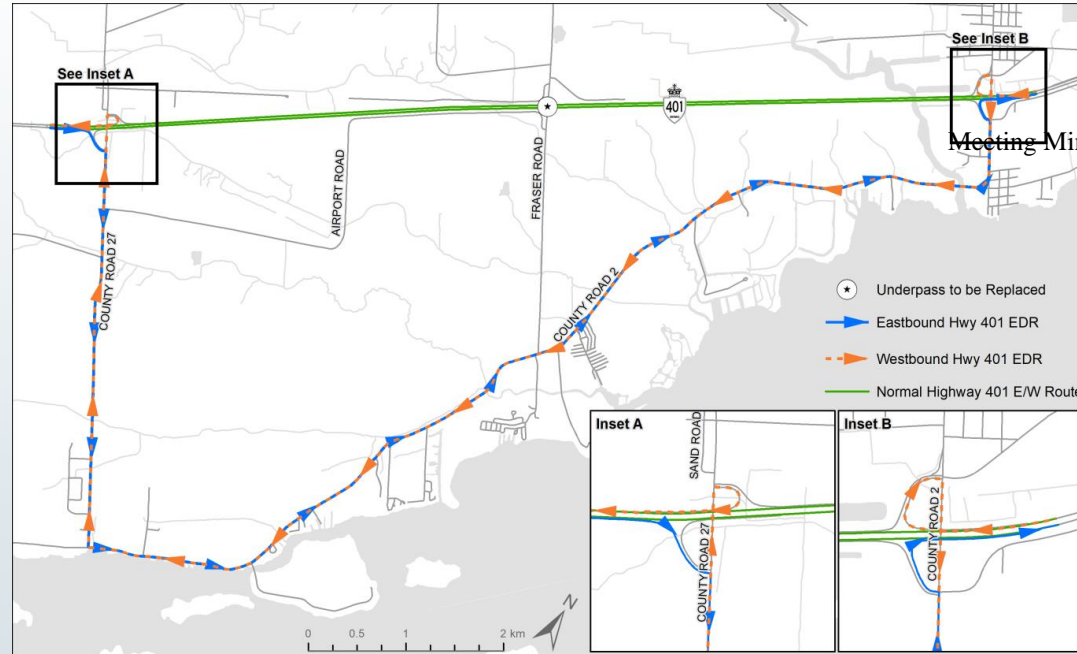 See Inset A
See Inset B
401
Meeting Min
AIRPORT ROAD
FRASER ROAD
COUNTY ROAD 27
COUNTY ROAD 2
Underpass to be Replaced
Eastbound Hwy 401 EDR
Westbound Hwy 401 EDR
Normal Highway 401 E/W Route
Inset A
SAND ROAD
COUNTY ROAD 27
Inset B
COUNTY ROAD 2
N
0 0.5 1 2 km